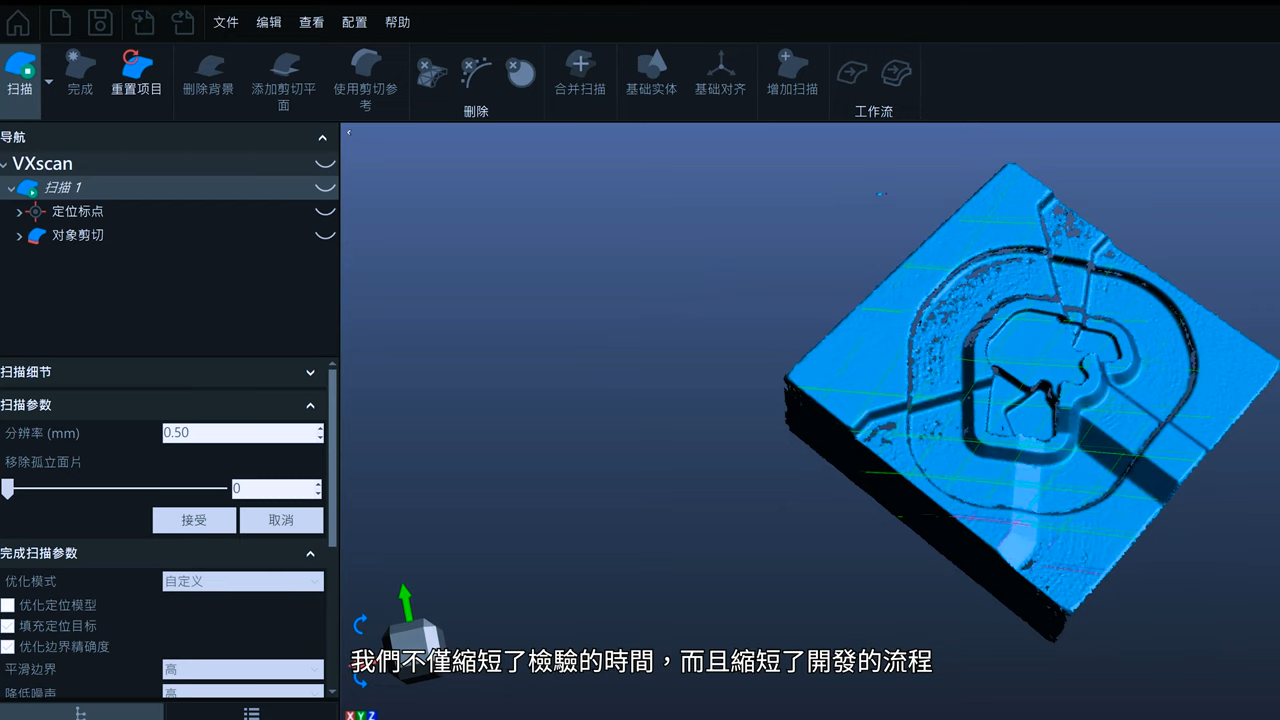 文件 编辑 查看 配置 帮助
扫描 完成 重置项目 删除背景 添加剪切平面 使用剪切参考 删除 合并扫描 基础实体 基础对齐 增加扫描 工作流
导航
VXscan
扫描 1
定位标点
对象剪切
扫描细节
扫描参数
分辨率 (mm) 0.50
移除孤立面片
0
接受 取消
完成扫描参数
优化模式 自定义
优化定位模型
填充定位目标
优化边界精确度
平滑边界 高
降低噪声 高
我們不僅縮短了檢驗的時間，而且縮短了開發的流程
X Y Z